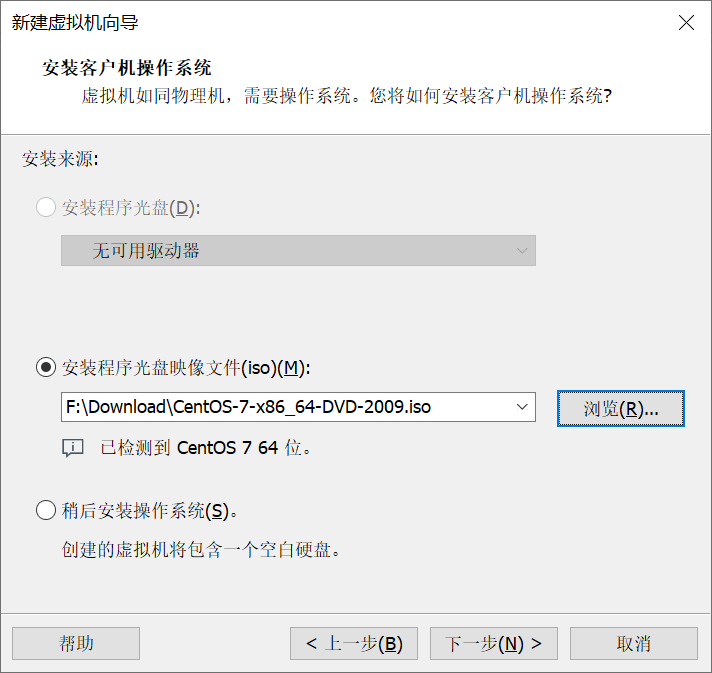 新建虚拟机向导
安装客户机操作系统
虚拟机如同物理机，需要操作系统。您将如何安装客户机操作系统?
安装来源:
安装程序光盘(D):
无可用驱动器
安装程序光盘映像文件(iso)(M):
F:\Download\CentOS-7-x86_64-DVD-2009.iso
浏览(R)...
已检测到 CentOS 7 64 位。
稍后安装操作系统(S)。
创建的虚拟机将包含一个空白硬盘。
帮助
< 上一步(B)
下一步(N) >
取消